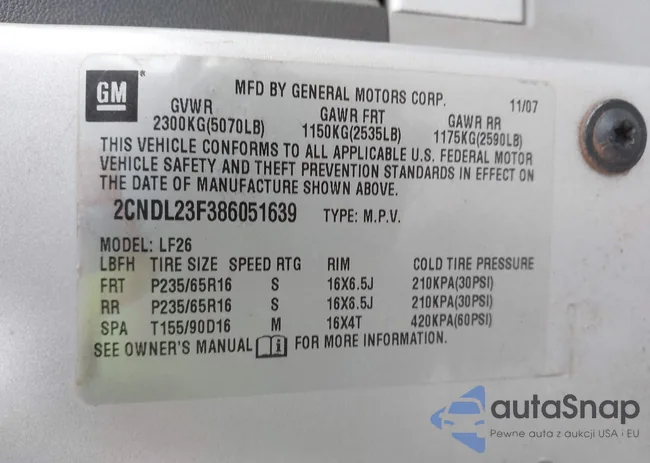 GM
MFD BY GENERAL MOTORS CORP. 11/07
GVWR GAWR FRT GAWR RR
2300KG(5070LB) 1150KG(2535LB) 1175KG(2590LB)
THIS VEHICLE CONFORMS TO ALL APPLICABLE U.S. FEDERAL MOTOR
VEHICLE SAFETY AND THEFT PREVENTION STANDARDS IN EFFECT ON
THE DATE OF MANUFACTURE SHOWN ABOVE.
2CNDL23F386051639 TYPE: M.P.V.
MODEL: LF26
LBFH TIRE SIZE SPEED RTG RIM COLD TIRE PRESSURE
FRT P235/65R16 S 16X6.5J 210KPA(30PSI)
RR P235/65R16 S 16X6.5J 210KPA(30PSI)
SPA T155/90D16 M 16X4T 420KPA(60PSI)
SEE OWNER'S MANUAL i FOR MORE INFORMATION.
autaSnap
Pewne auta z aukcji USA i EU